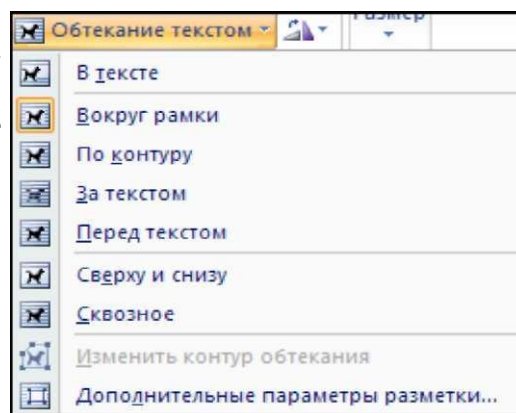 Обтекание текстом
Размер
В тексте
Вокруг рамки
По контуру
За текстом
Перед текстом
Сверху и снизу
Сквозное
Изменить контур обтекания
Дополнительные параметры разметки...